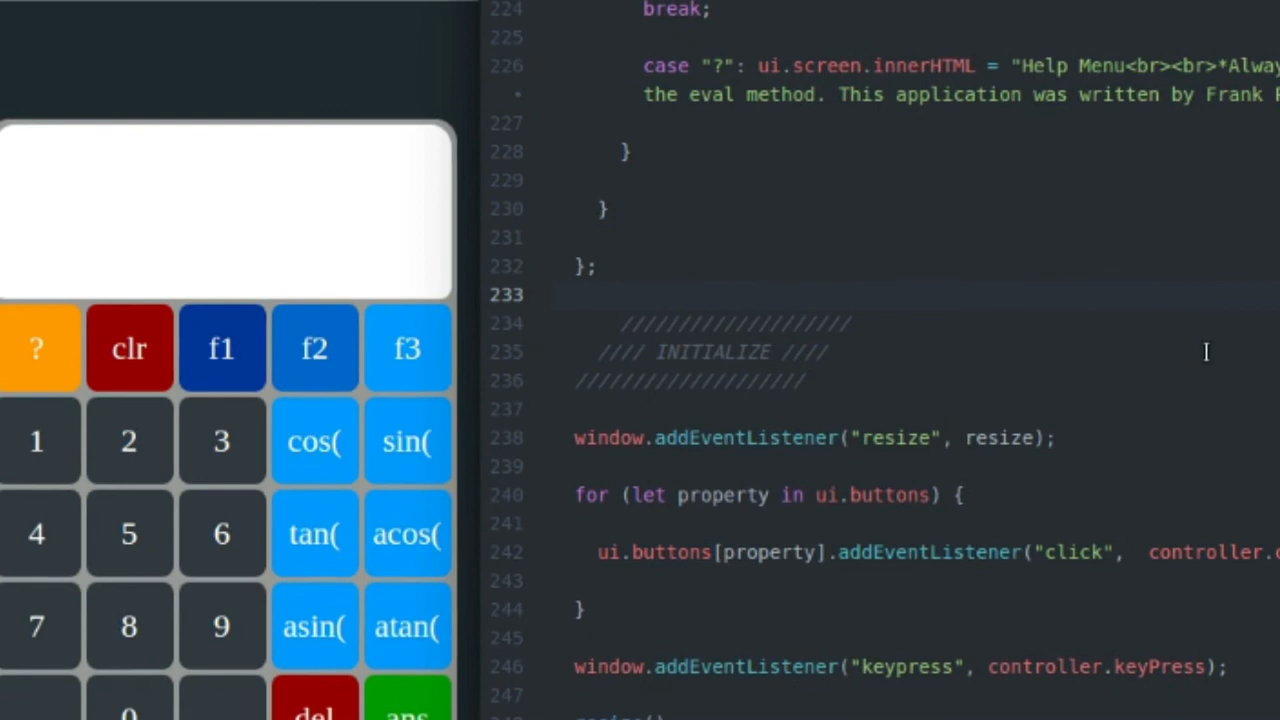 ? clr f1 f2 f3
1 2 3 cos( sin(
4 5 6 tan( acos(
7 8 9 asin( atan(
0 del ans
224 break;
225
226 case "?": ui.screen.innerHTML = "Help Menu<br><br>*Alway
the eval method. This application was written by Frank
227
228 }
229
230 }
231
232 };
233
234 ////////////////////
235 //// INITIALIZE ////
236 ////////////////////
237
238 window.addEventListener("resize", resize);
239
240 for (let property in ui.buttons) {
241
242 ui.buttons[property].addEventListener("click", controller.
243
244 }
245
246 window.addEventListener("keypress", controller.keyPress);
247